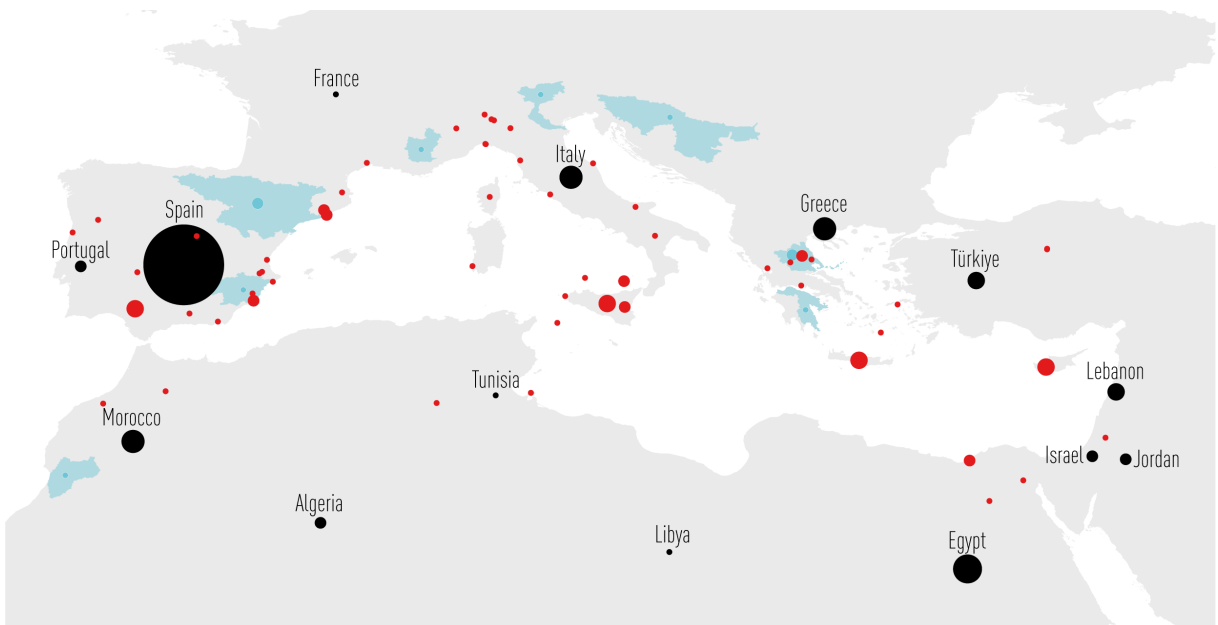 France
Italy
Spain
Greece
Portugal
Türkiye
Tunisia
Lebanon
Morocco
Israel
Jordan
Algeria
Libya
Egypt